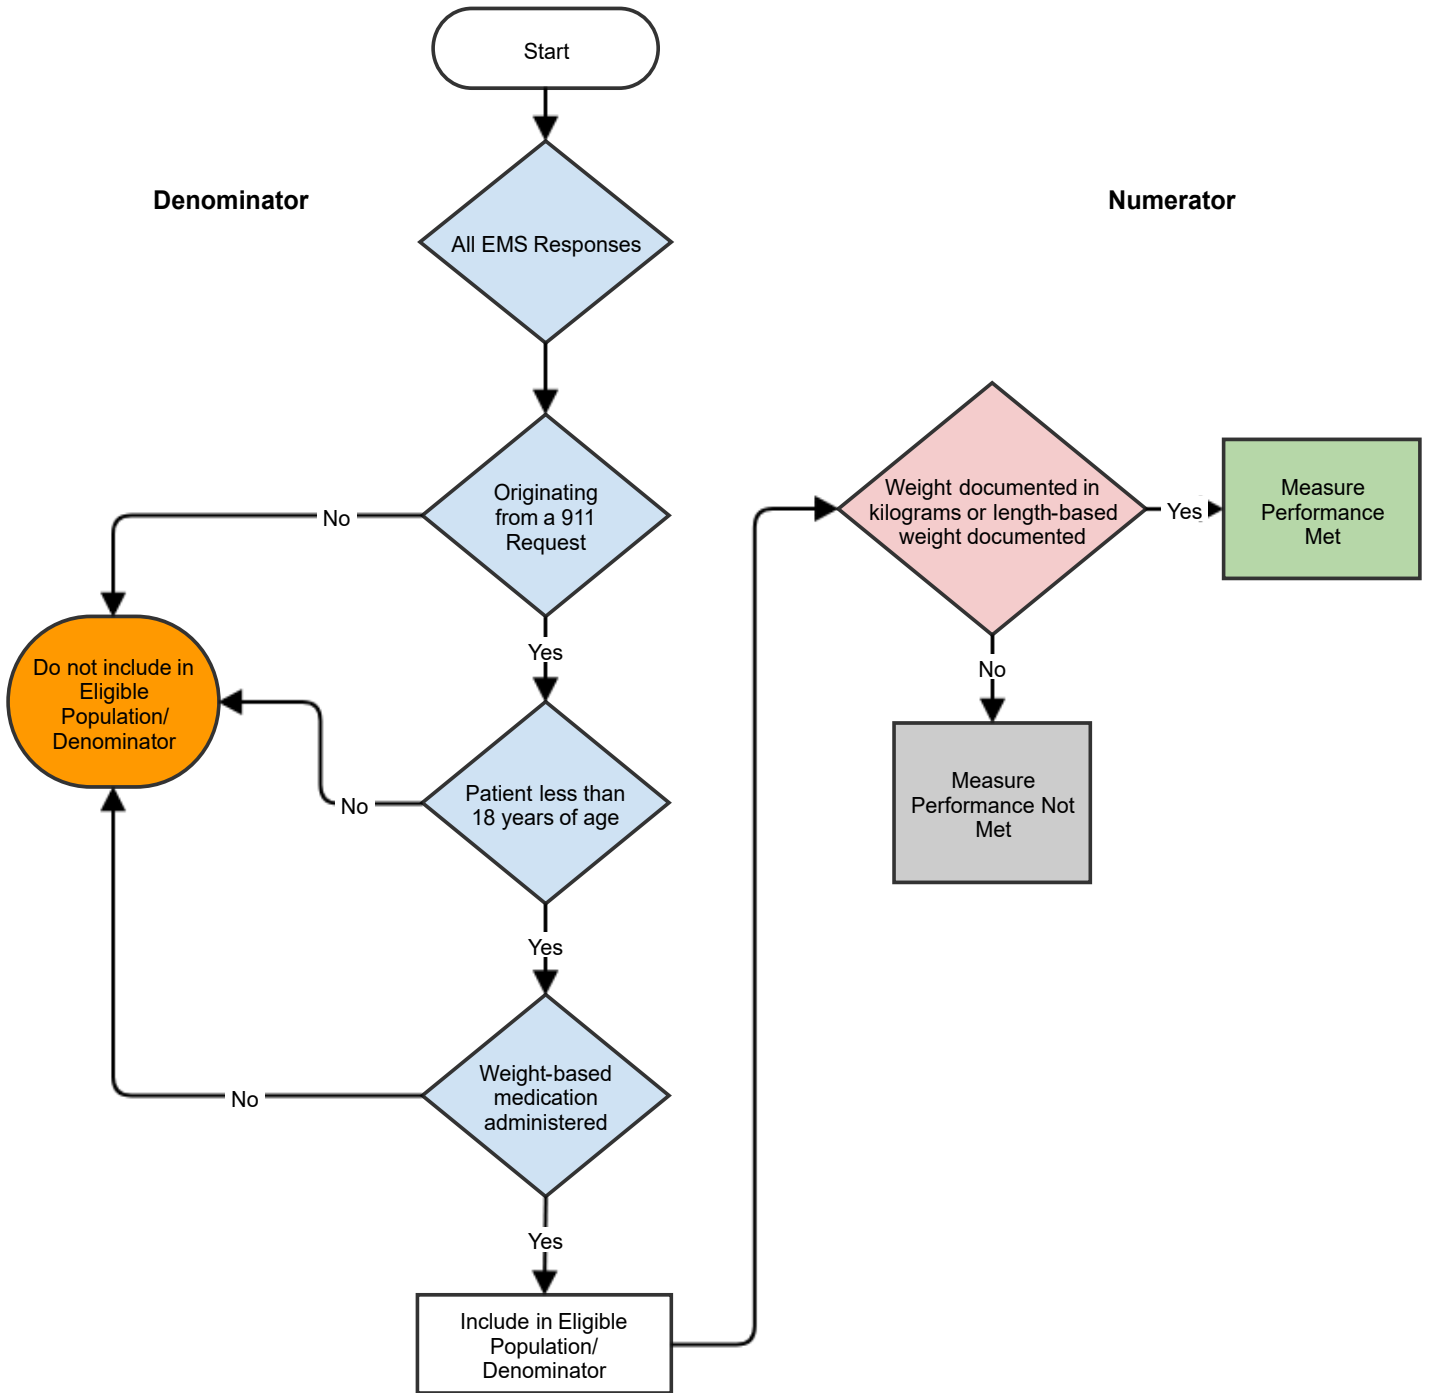 Start
Denominator
Numerator
All EMS Responses
Originating
from a 911
Request
No
Yes
Weight documented in
kilograms or length-based
weight documented
Yes
Measure
Performance
Met
No
Do not include in
Eligible
Population/
Denominator
Patient less than
18 years of age
No
Yes
Measure
Performance Not
Met
Weight-based
medication
administered
No
Yes
Include in Eligible
Population/
Denominator